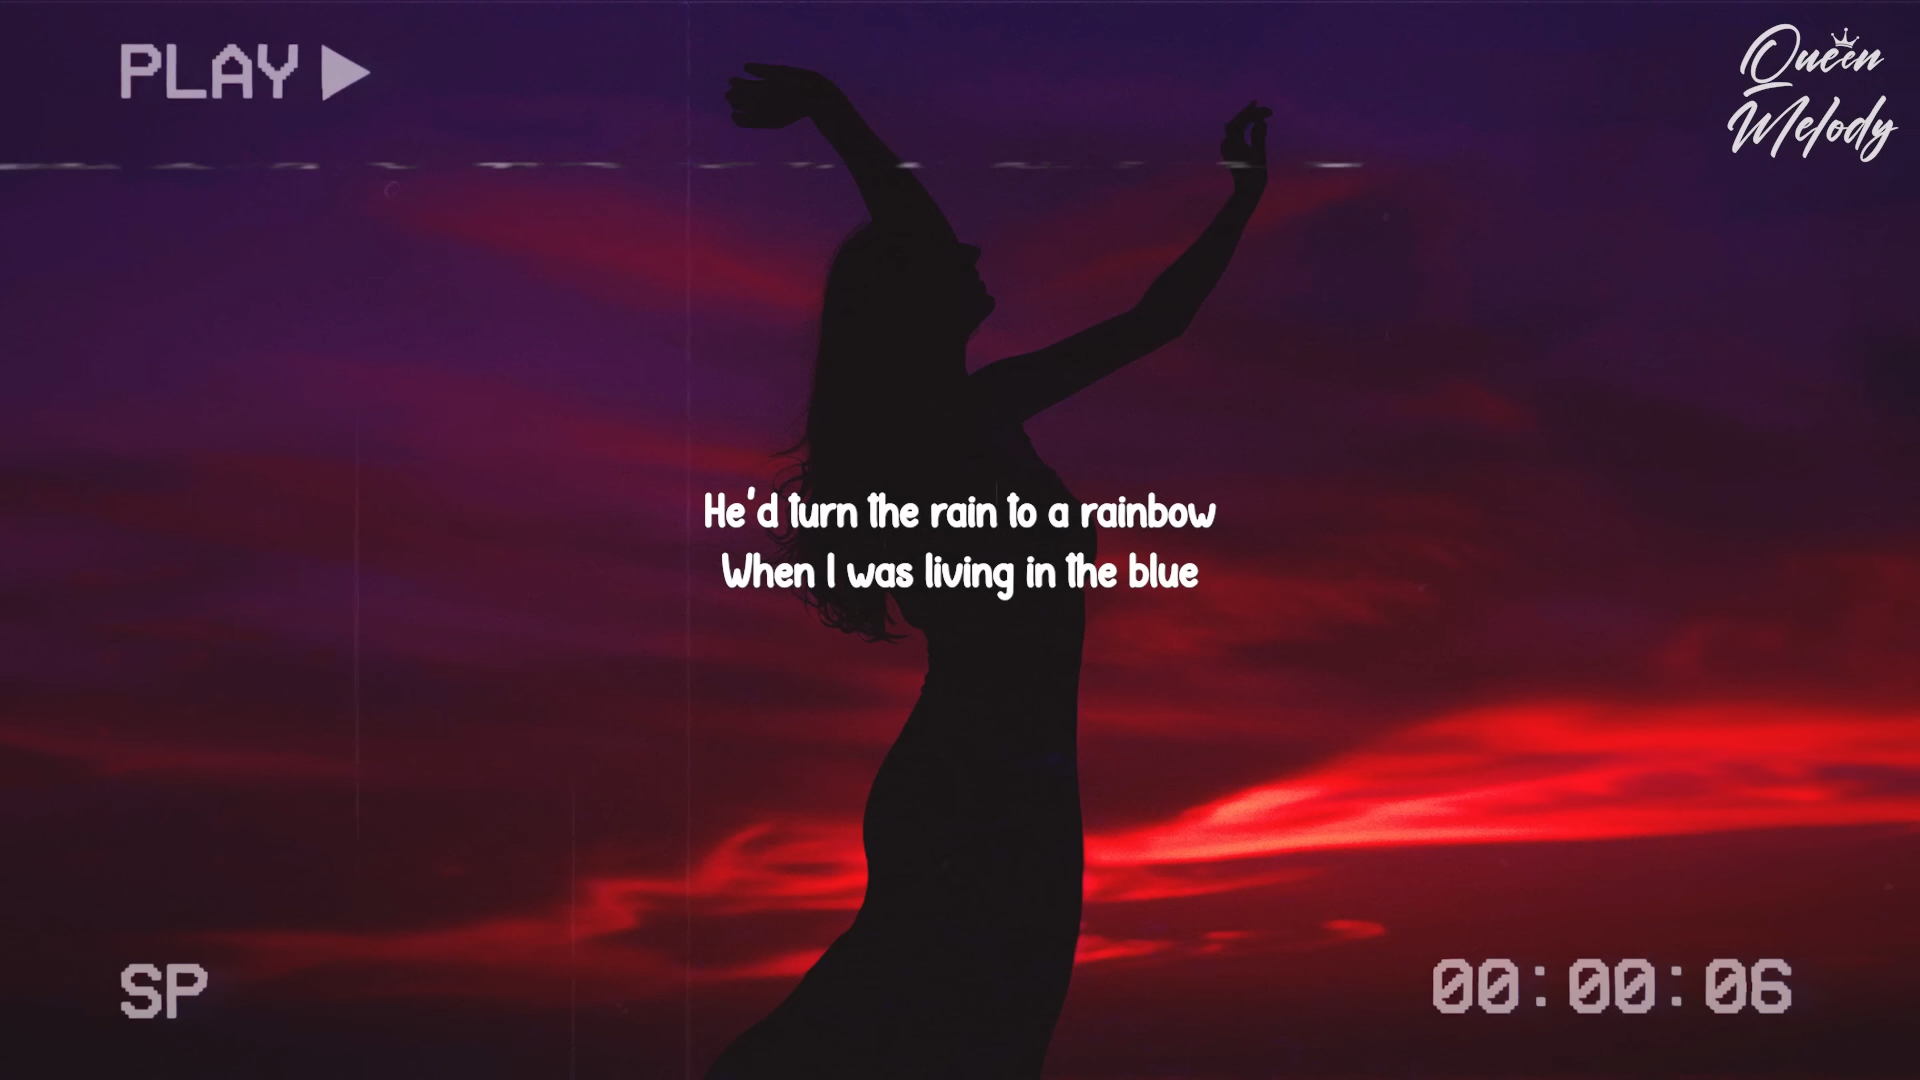 PLAY
Queen
Melody
He'd turn the rain to a rainbow
When I was living in the blue
SP
00:00:06